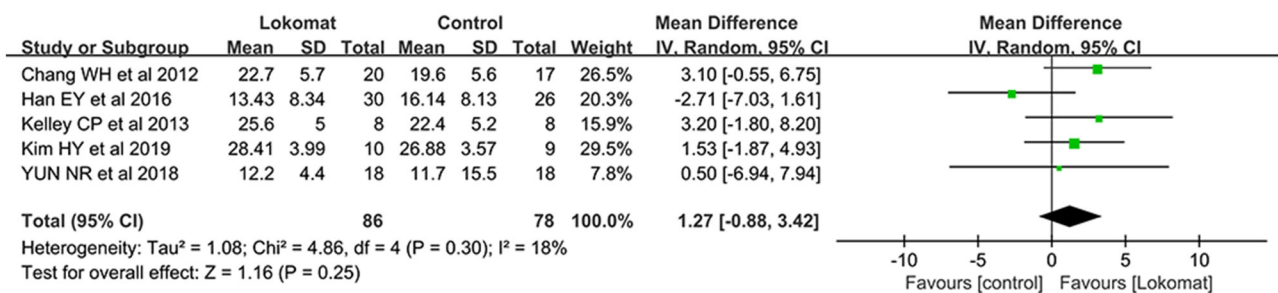 Lokomat Control Mean Difference Mean Difference
Study or Subgroup Mean SD Total Mean SD Total Weight IV, Random, 95% CI IV, Random, 95% CI
Chang WH et al 2012 22.7 5.7 20 19.6 5.6 17 26.5% 3.10 [-0.55, 6.75]
Han EY et al 2016 13.43 8.34 30 16.14 8.13 26 20.3% -2.71 [-7.03, 1.61]
Kelley CP et al 2013 25.6 5 8 22.4 5.2 8 15.9% 3.20 [-1.80, 8.20]
Kim HY et al 2019 28.41 3.99 10 26.88 3.57 9 29.5% 1.53 [-1.87, 4.93]
YUN NR et al 2018 12.2 4.4 18 11.7 15.5 18 7.8% 0.50 [-6.94, 7.94]
Total (95% CI) 86 78 100.0% 1.27 [-0.88, 3.42]
Heterogeneity: Tau² = 1.08; Chi² = 4.86, df = 4 (P = 0.30); I² = 18%
Test for overall effect: Z = 1.16 (P = 0.25)
-10 -5 0 5 10
Favours [control] Favours [Lokomat]